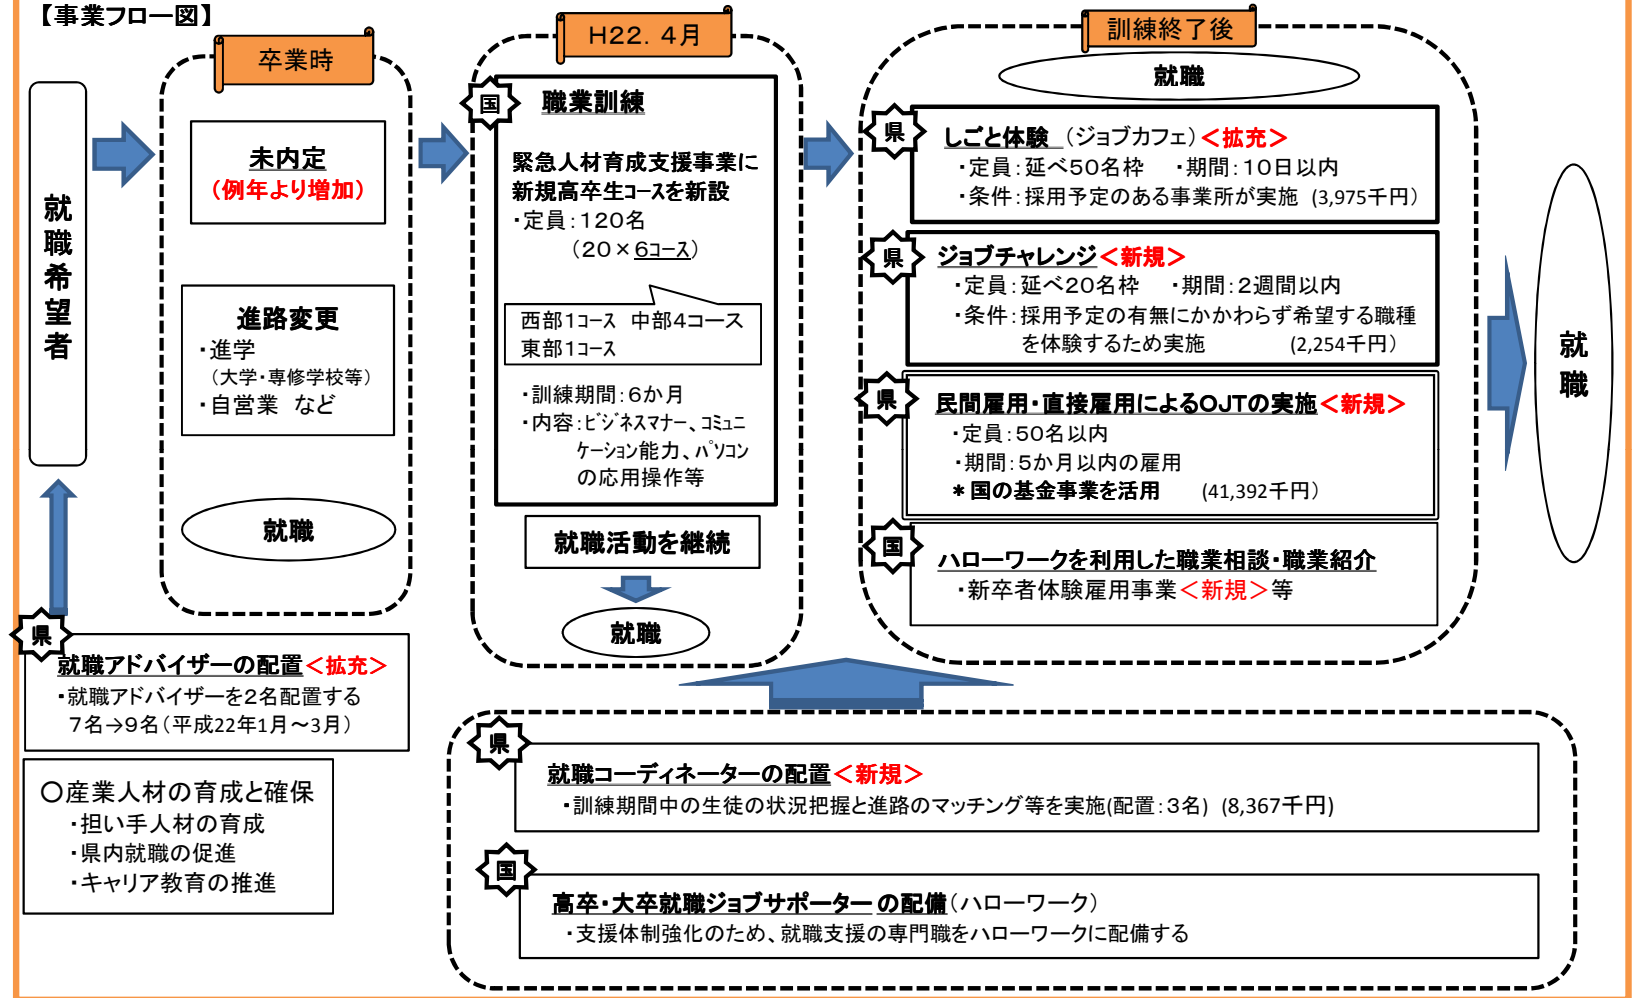 【事業フロー図】
就職希望者
卒業時
未内定
(例年より増加)
進路変更
・進学
(大学・専修学校等)
・自営業 など
就職
県
就職アドバイザーの配置＜拡充＞
・就職アドバイザーを2名配置する
7名→9名(平成22年1月～3月)
○産業人材の育成と確保
・担い手人材の育成
・県内就職の促進
・キャリア教育の推進
H22. 4月
国
職業訓練
緊急人材育成支援事業に
新規高卒生コースを新設
・定員:120名
(20×6コース)
西部1コース 中部4コース
東部1コース
・訓練期間:6か月
・内容:ビジネスマナー、コミュニ
ケーション能力、パソコン
の応用操作等
就職活動を継続
就職
訓練終了後
就職
県
しごと体験 (ジョブカフェ)＜拡充＞
・定員:延べ50名枠 ・期間:10日以内
・条件:採用予定のある事業所が実施 (3,975千円)
県
ジョブチャレンジ＜新規＞
・定員:延べ20名枠 ・期間:2週間以内
・条件:採用予定の有無にかかわらず希望する職種
を体験するため実施 (2,254千円)
県
民間雇用・直接雇用によるOJTの実施＜新規＞
・定員:50名以内
・期間:5か月以内の雇用
＊国の基金事業を活用 (41,392千円)
国
ハローワークを利用した職業相談・職業紹介
・新卒者体験雇用事業＜新規＞等
就職
県
就職コーディネーターの配置＜新規＞
・訓練期間中の生徒の状況把握と進路のマッチング等を実施(配置:3名) (8,367千円)
国
高卒・大卒就職ジョブサポーターの配備(ハローワーク)
・支援体制強化のため、就職支援の専門職をハローワークに配備する